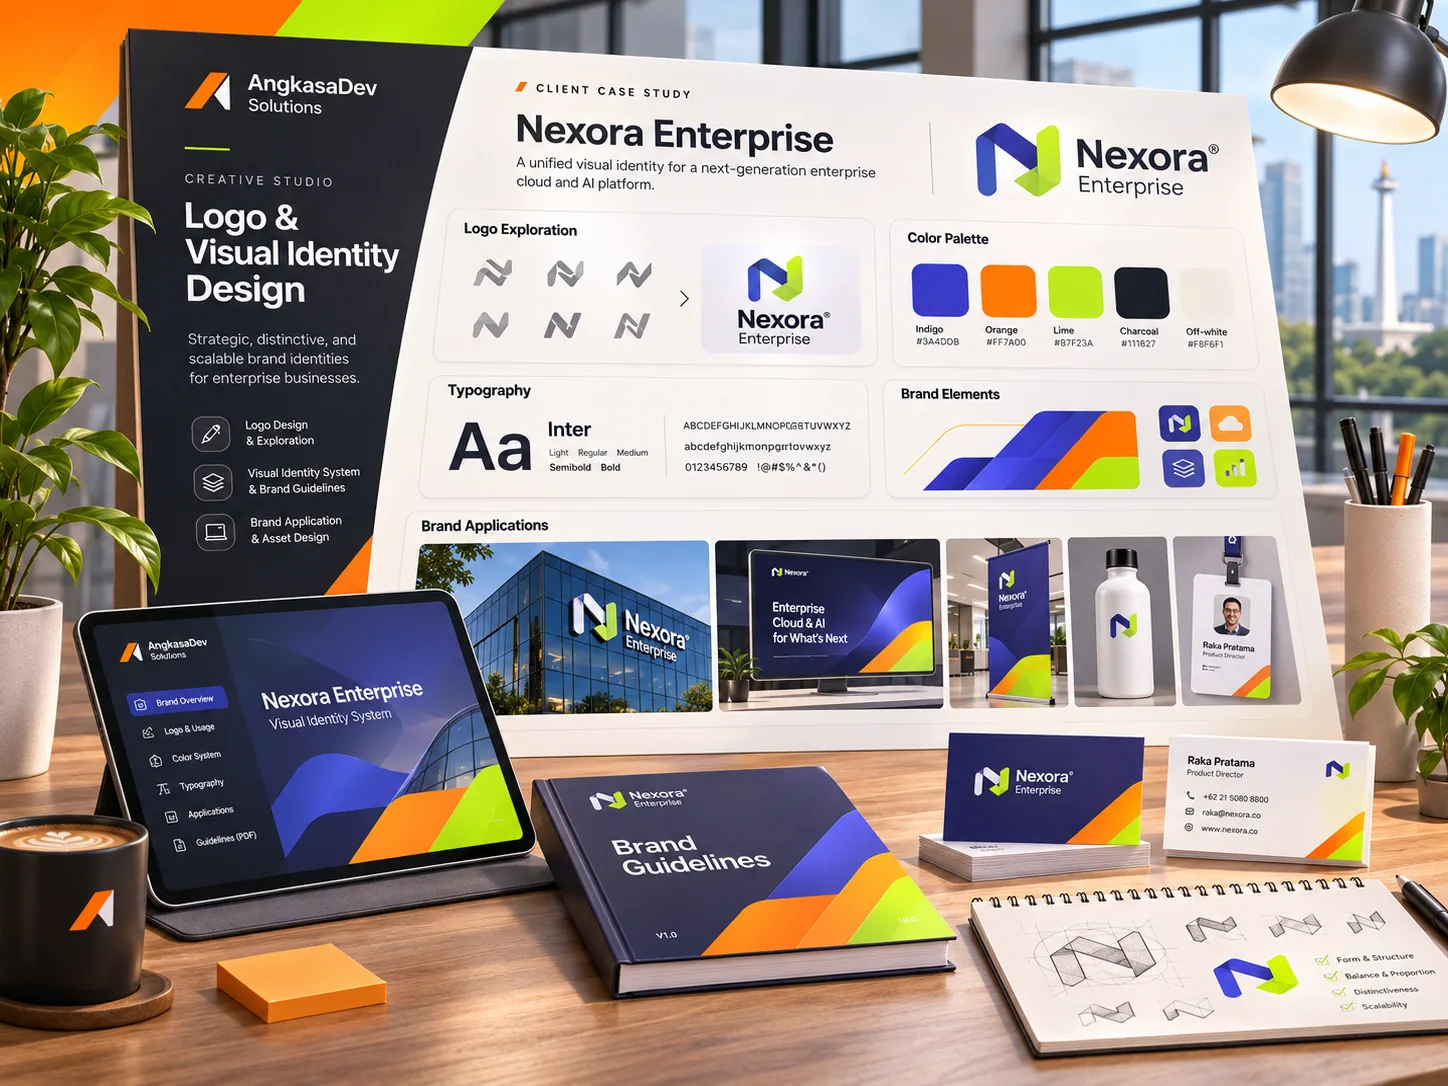 AngkasaDev
Solutions
CREATIVE STUDIO
Logo &
Visual Identity
Design
Strategic, distinctive, and
scalable brand identities
for enterprise businesses.
Logo Design
& Exploration
Visual Identity System
& Brand Guidelines
Brand Application
& Asset Design
CLIENT CASE STUDY
Nexora Enterprise
A unified visual identity for a next-generation enterprise
cloud and AI platform.
Nexora®
Enterprise
Logo Exploration
Nexora®
Enterprise
Color Palette
Indigo
#3A4DDB
Orange
#FF7A00
Lime
#B7F23A
Charcoal
#111827
Off-white
#F8F6F1
Typography
Aa
Inter
Light Regular Medium
Semibold Bold
0123456789 !@#$%^&*()
Brand Elements
Brand Applications
Nexora®
Enterprise
Nexora®
Enterprise
Cloud & AI
for What's Next
Nexora®
Enterprise
Raka Pratama
Product Director
AngkasaDev
Solutions
Brand Overview
Logo & Usage
Color System
Typography
Applications
Guidelines (PDF)
Nexora Enterprise
Visual Identity System
Nexora®
Enterprise
Brand
Guidelines
V1.0
Nexora®
Enterprise
Raka Pratama
Product Director
+62 21 5080 8800
raka@nexora.co
www.nexora.co
Form & Structure
Balance & Proportion
Distinctiveness
Scalability